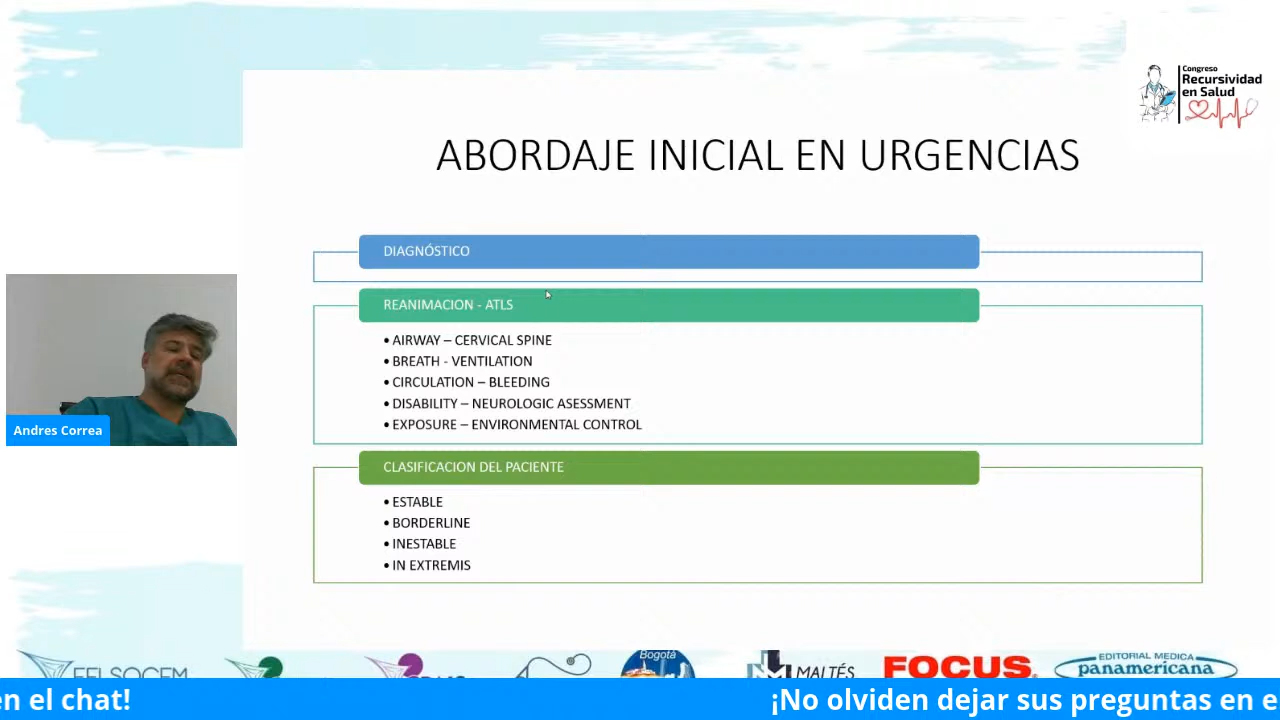 Congreso
Recursividad
en Salud
ABORDAJE INICIAL EN URGENCIAS
DIAGNÓSTICO
REANIMACION - ATLS
• AIRWAY – CERVICAL SPINE
• BREATH - VENTILATION
• CIRCULATION – BLEEDING
• DISABILITY – NEUROLOGIC ASESSMENT
• EXPOSURE – ENVIRONMENTAL CONTROL
CLASIFICACION DEL PACIENTE
• ESTABLE
• BORDERLINE
• INESTABLE
• IN EXTREMIS
Andres Correa
Bogotá
MALTÉS
FOCUS
EDITORIAL MEDICA
panamericana
en el chat!
¡No olviden dejar sus preguntas en e